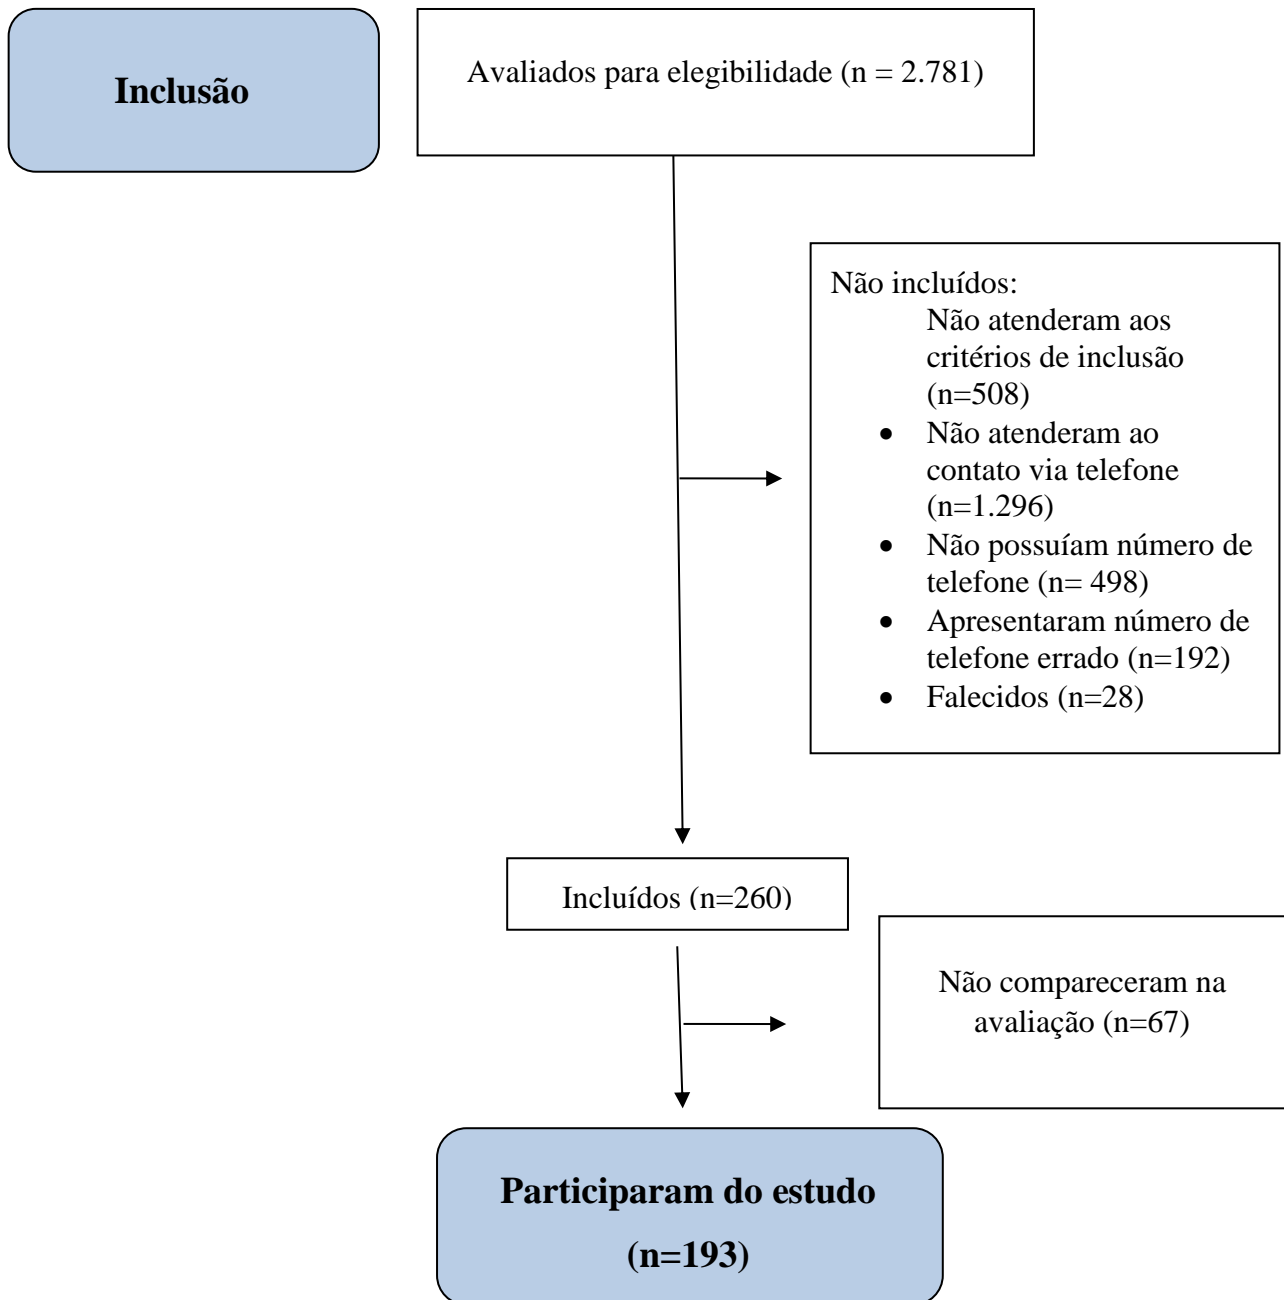 Inclusão
Avaliados para elegibilidade (n = 2.781)
Não incluídos:
Não atenderam aos
critérios de inclusão
(n=508)
• Não atenderam ao
contato via telefone
(n=1.296)
• Não possuíam número de
telefone (n= 498)
• Apresentaram número de
telefone errado (n=192)
• Falecidos (n=28)
Incluídos (n=260)
Não compareceram na
avaliação (n=67)
Participaram do estudo
(n=193)